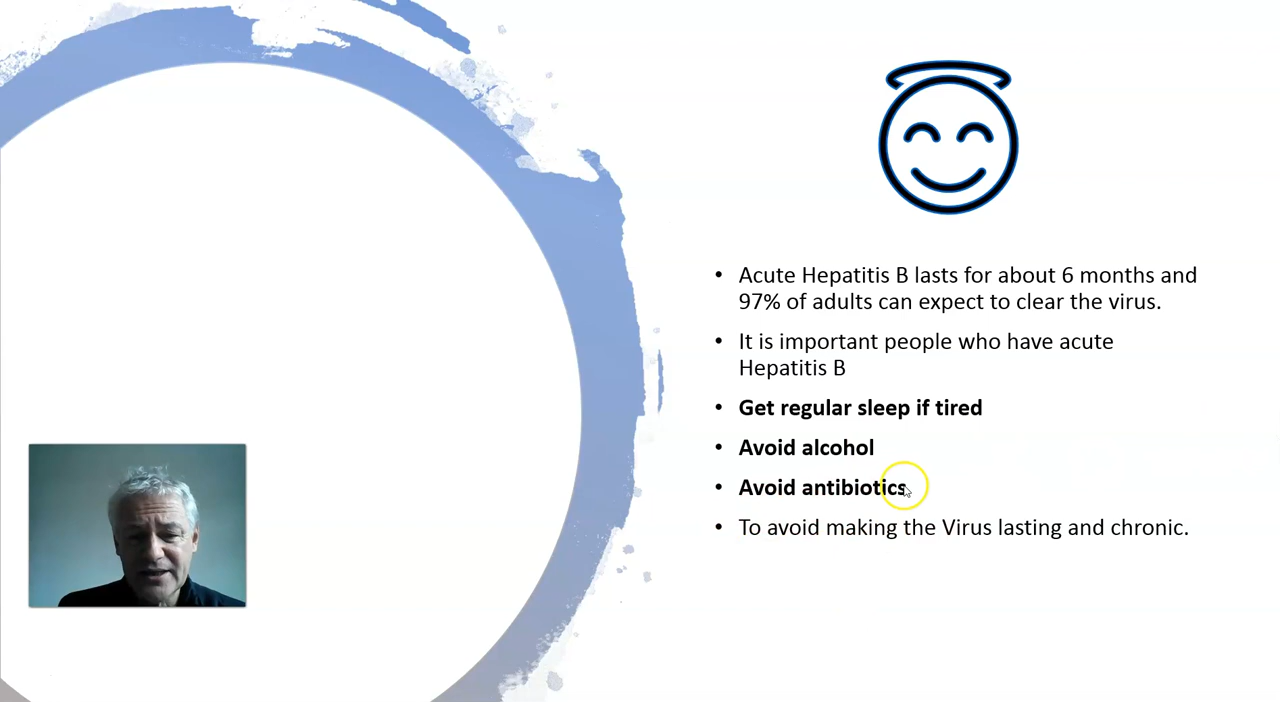 • Acute Hepatitis B lasts for about 6 months and
97% of adults can expect to clear the virus.
• It is important people who have acute
Hepatitis B
• Get regular sleep if tired
• Avoid alcohol
• Avoid antibiotics
• To avoid making the Virus lasting and chronic.